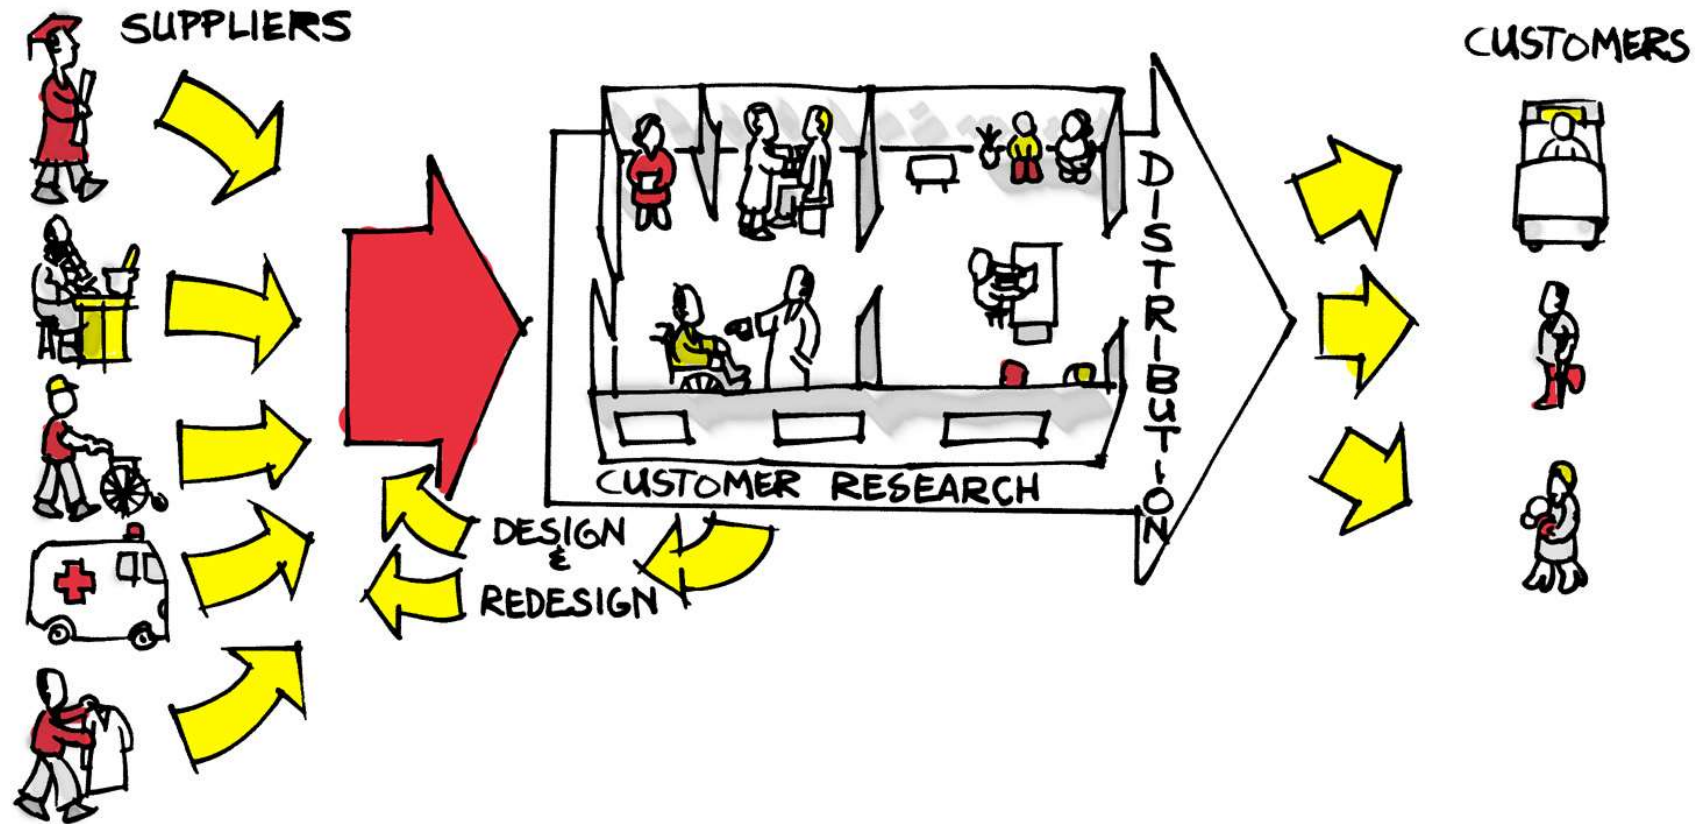 SUPPLIERS
CUSTOMERS
DISTRIBUTION
CUSTOMER RESEARCH
DESIGN
&
REDESIGN